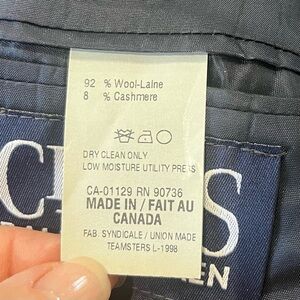 92 % Wool-Laine
8 % Cashmere
DRY CLEAN ONLY
LOW MOISTURE UTILITY PRESS
CA-01129 RN 90736
MADE IN / FAIT AU
CANADA
FAB. SYNDICALE / UNION MADE
TEAMSTERS L-1998